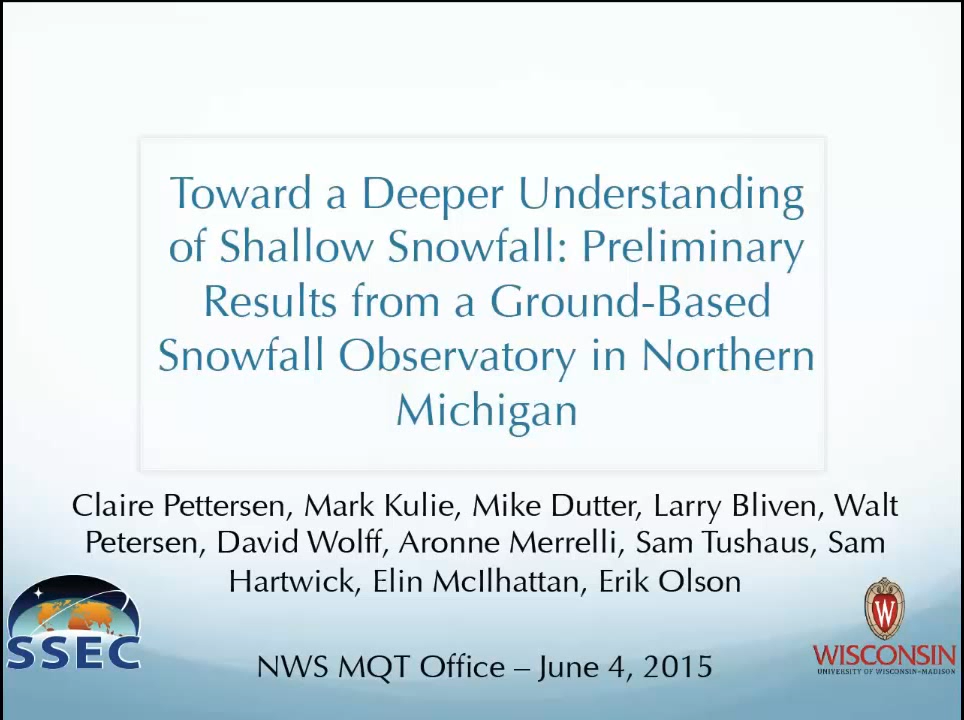 Toward a Deeper Understanding
of Shallow Snowfall: Preliminary
Results from a Ground-Based
Snowfall Observatory in Northern
Michigan
Claire Pettersen, Mark Kulie, Mike Dutter, Larry Bliven, Walt
Petersen, David Wolff, Aronne Merrelli, Sam Tushaus, Sam
Hartwick, Elin McIlhattan, Erik Olson
SSEC
NWS MQT Office – June 4, 2015
W
WISCONSIN
UNIVERSITY OF WISCONSIN–MADISON